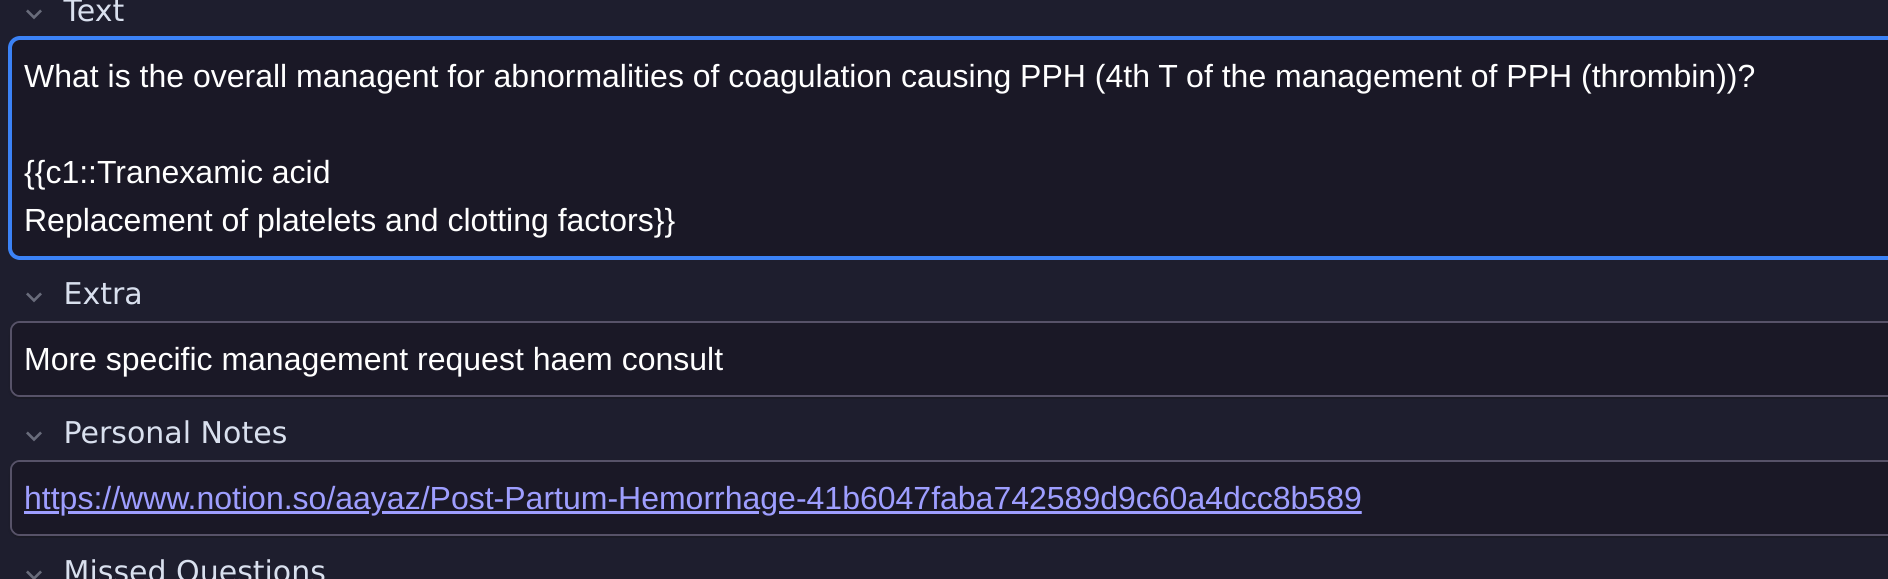 Text
What is the overall managent for abnormalities of coagulation causing PPH (4th T of the management of PPH (thrombin))?
{{c1::Tranexamic acid
Replacement of platelets and clotting factors}}
Extra
More specific management request haem consult
Personal Notes
https://www.notion.so/aayaz/Post-Partum-Hemorrhage-41b6047faba742589d9c60a4dcc8b589
Missed Questions